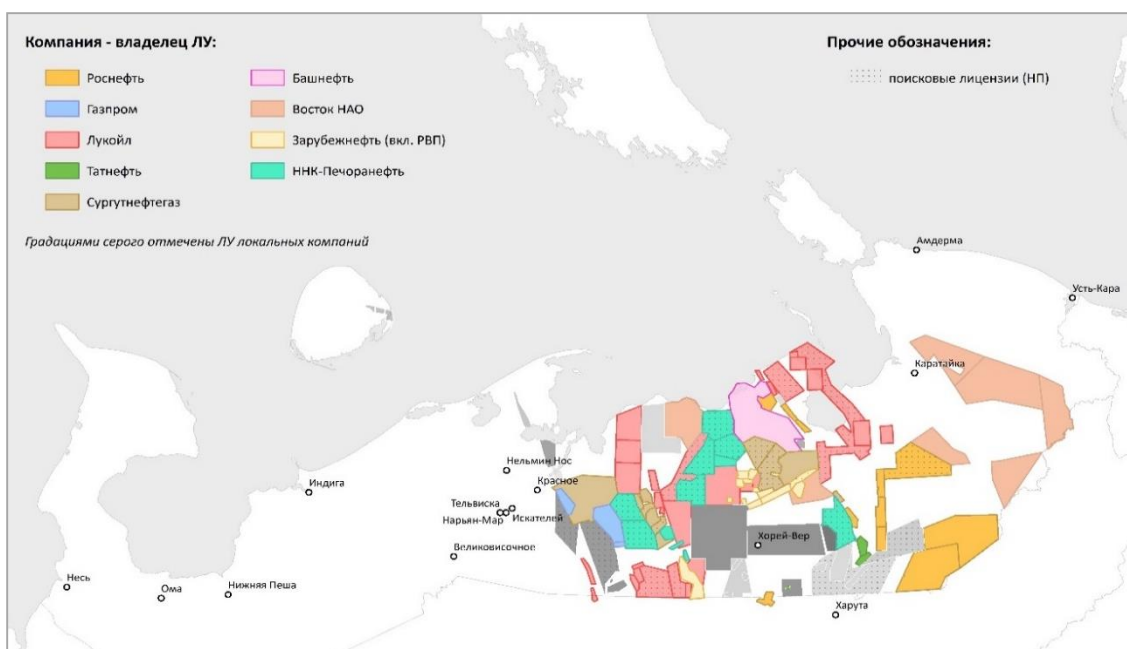 Компания - владелец ЛУ:
Роснефть
Газпром
Лукойл
Татнефть
Сургутнефтегаз
Башнефть
Восток НАО
Зарубежнефть (вкл. РВП)
ННК-Печоранефть
Градациями серого отмечены ЛУ локальных компаний
Прочие обозначения:
поисковые лицензии (НП)
Амдерма
Усть-Кара
Каратайка
Нельмин Нос
Красное
Индига
Тельвиска
Искателей
Нарьян-Мар
Хорей-Вер
Великовисочное
Несь
Ома
Нижняя Пеша
Харута